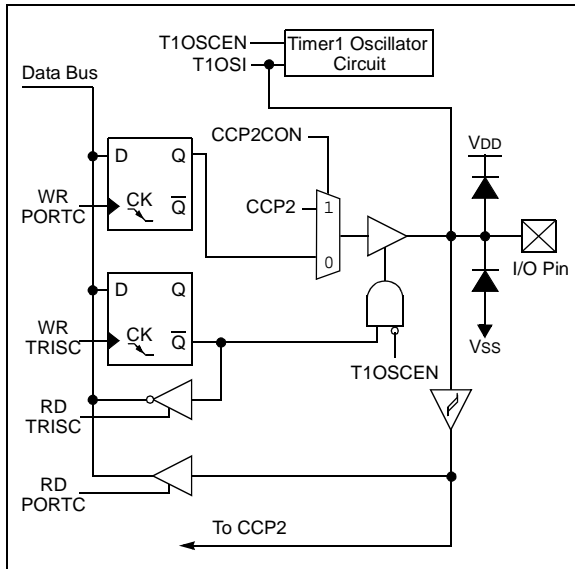 T1OSCEN
T1OSI
Timer1 Oscillator
Circuit
Data Bus
CCP2CON
VDD
D
Q
WR
PORTC
CK
Q
CCP2
1
0
I/O Pin
D
Q
WR
TRISC
CK
Q
VSS
T1OSCEN
RD
TRISC
RD
PORTC
To CCP2